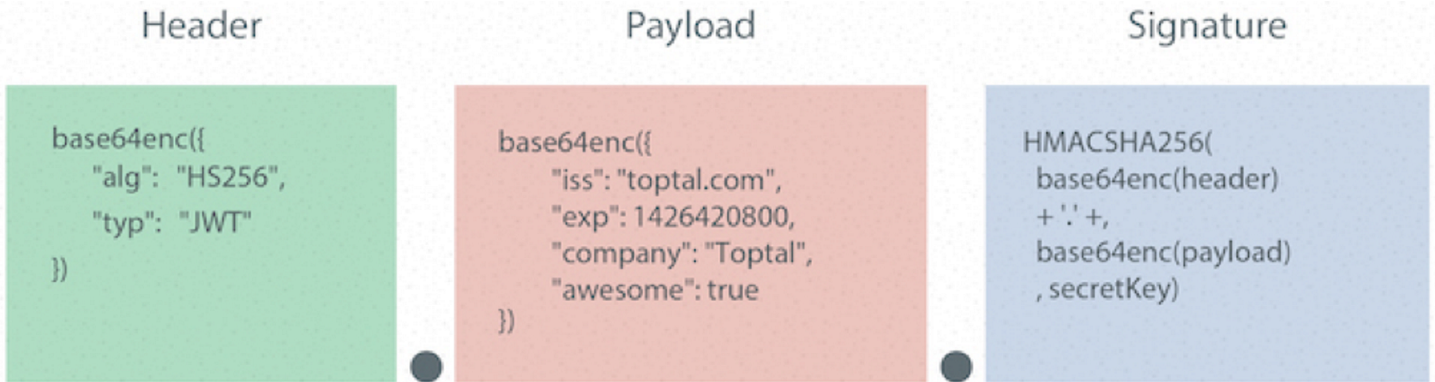 Header
base64enc({
"alg": "HS256",
"typ": "JWT"
})
Payload
base64enc({
"iss": "toptal.com",
"exp": 1426420800,
"company": "Toptal",
"awesome": true
})
Signature
HMACSHA256(
base64enc(header)
+ '.' +,
base64enc(payload)
, secretKey)